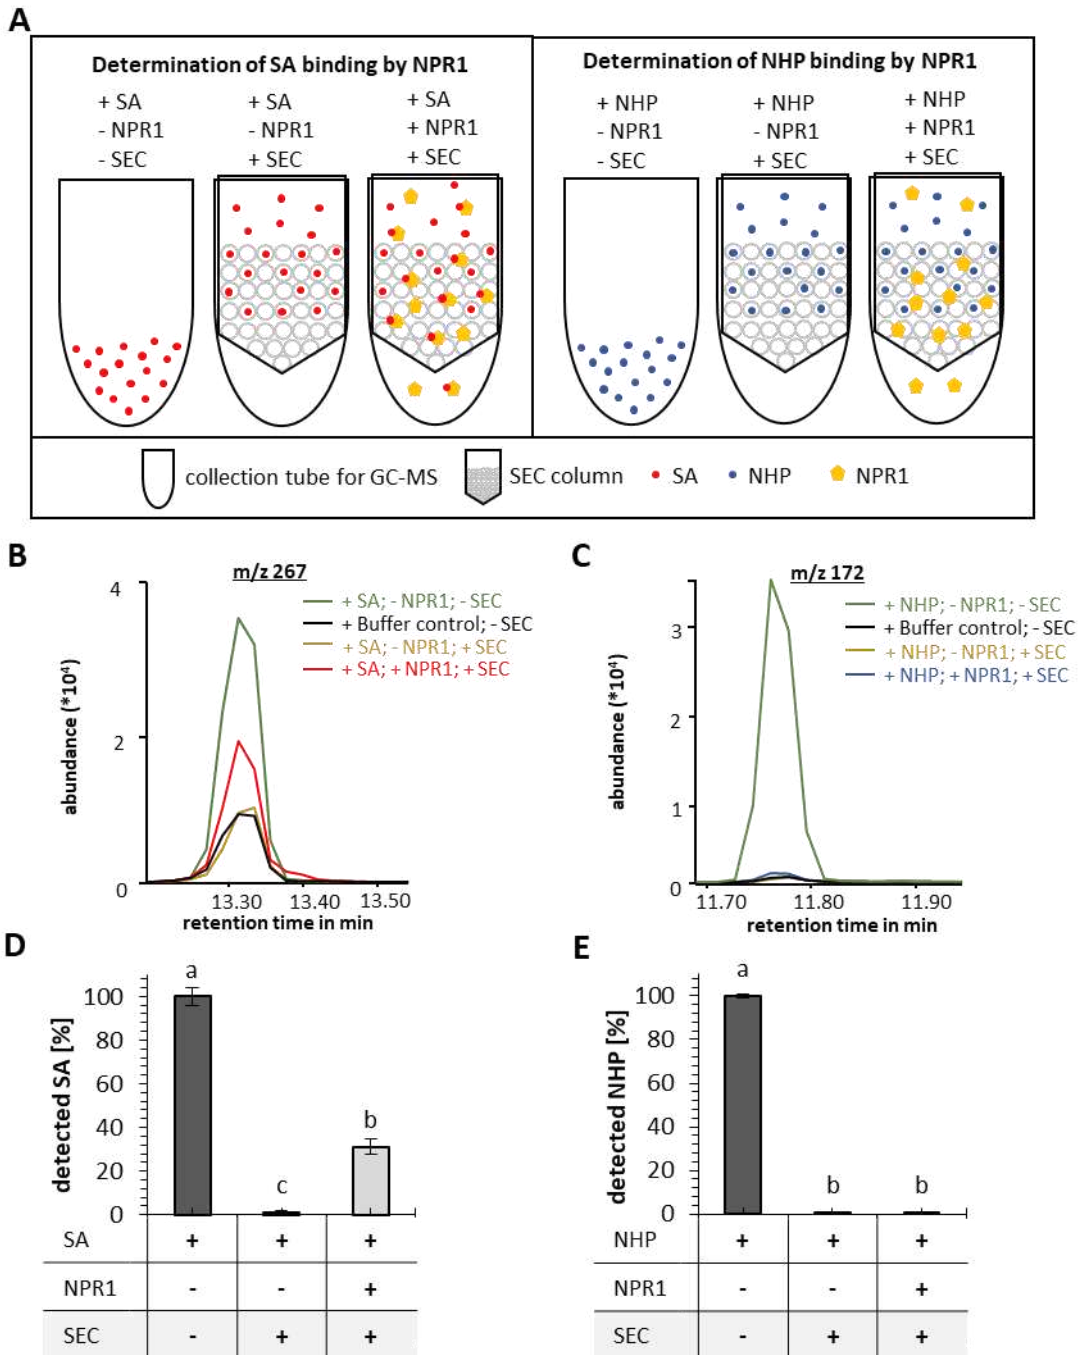 A
Determination of SA binding by NPR1
+ SA
- NPR1
- SEC
+ SA
- NPR1
+ SEC
+ SA
+ NPR1
+ SEC
Determination of NHP binding by NPR1
+ NHP
- NPR1
- SEC
+ NHP
- NPR1
+ SEC
+ NHP
+ NPR1
+ SEC
collection tube for GC-MS
SEC column
SA
NHP
NPR1
B
m/z 267
+ SA; - NPR1; - SEC
+ Buffer control; - SEC
+ SA; - NPR1; + SEC
+ SA; + NPR1; + SEC
abundance (*10⁴)
4
2
0
13.30 13.40 13.50
retention time in min
C
m/z 172
+ NHP; - NPR1; - SEC
+ Buffer control; - SEC
+ NHP; - NPR1; + SEC
+ NHP; + NPR1; + SEC
abundance (*10⁴)
3
2
1
0
11.70 11.80 11.90
retention time in min
D
detected SA [%]
100
80
60
40
20
0
a
c
b
SA + + +
NPR1 - - +
SEC - + +
E
detected NHP [%]
100
80
60
40
20
0
a
b
b
NHP + + +
NPR1 - - +
SEC - + +